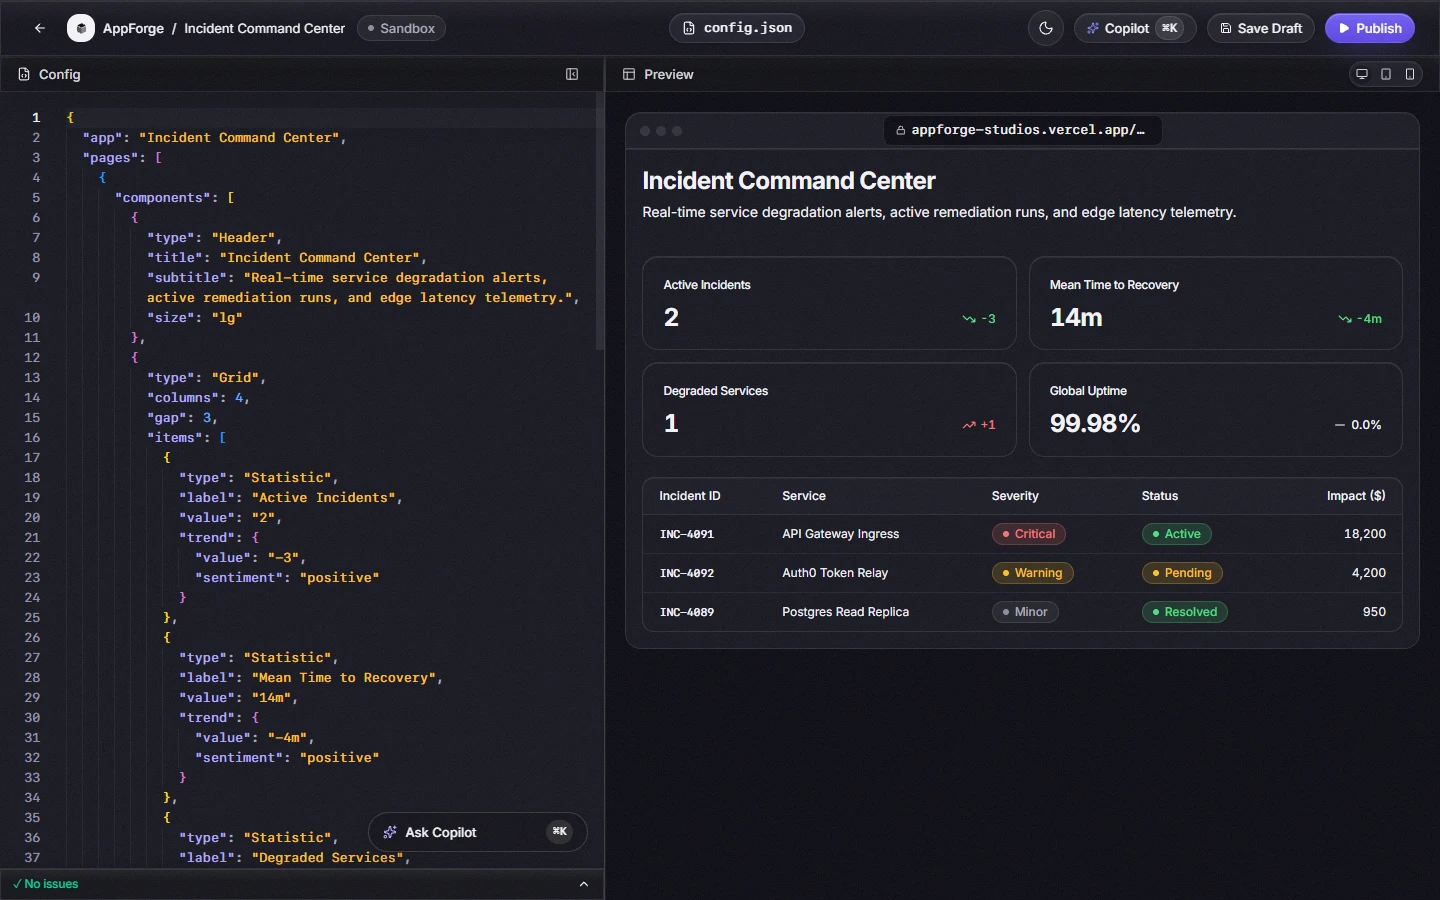 AppForge / Incident Command Center
Sandbox
config.json
Copilot ⌘K
Save Draft
Publish
Config
Preview
1 {
2 "app": "Incident Command Center",
3 "pages": [
4 {
5 "components": [
6 {
7 "type": "Header",
8 "title": "Incident Command Center",
9 "subtitle": "Real-time service degradation alerts,
active remediation runs, and edge latency telemetry.",
10 "size": "lg"
11 },
12 {
13 "type": "Grid",
14 "columns": 4,
15 "gap": 3,
16 "items": [
17 {
18 "type": "Statistic",
19 "label": "Active Incidents",
20 "value": "2",
21 "trend": {
22 "value": "-3",
23 "sentiment": "positive"
24 }
25 },
26 {
27 "type": "Statistic",
28 "label": "Mean Time to Recovery",
29 "value": "14m",
30 "trend": {
31 "value": "-4m",
32 "sentiment": "positive"
33 }
34 },
35 {
36 "type": "Statistic",
37 "label": "Degraded Services",
Ask Copilot ⌘K
✓ No issues
appforge-studios.vercel.app/…
Incident Command Center
Real-time service degradation alerts, active remediation runs, and edge latency telemetry.
Active Incidents
2 -3
Mean Time to Recovery
14m -4m
Degraded Services
1 +1
Global Uptime
99.98% — 0.0%
Incident ID Service Severity Status Impact ($)
INC-4091 API Gateway Ingress Critical Active 18,200
INC-4092 Auth0 Token Relay Warning Pending 4,200
INC-4089 Postgres Read Replica Minor Resolved 950